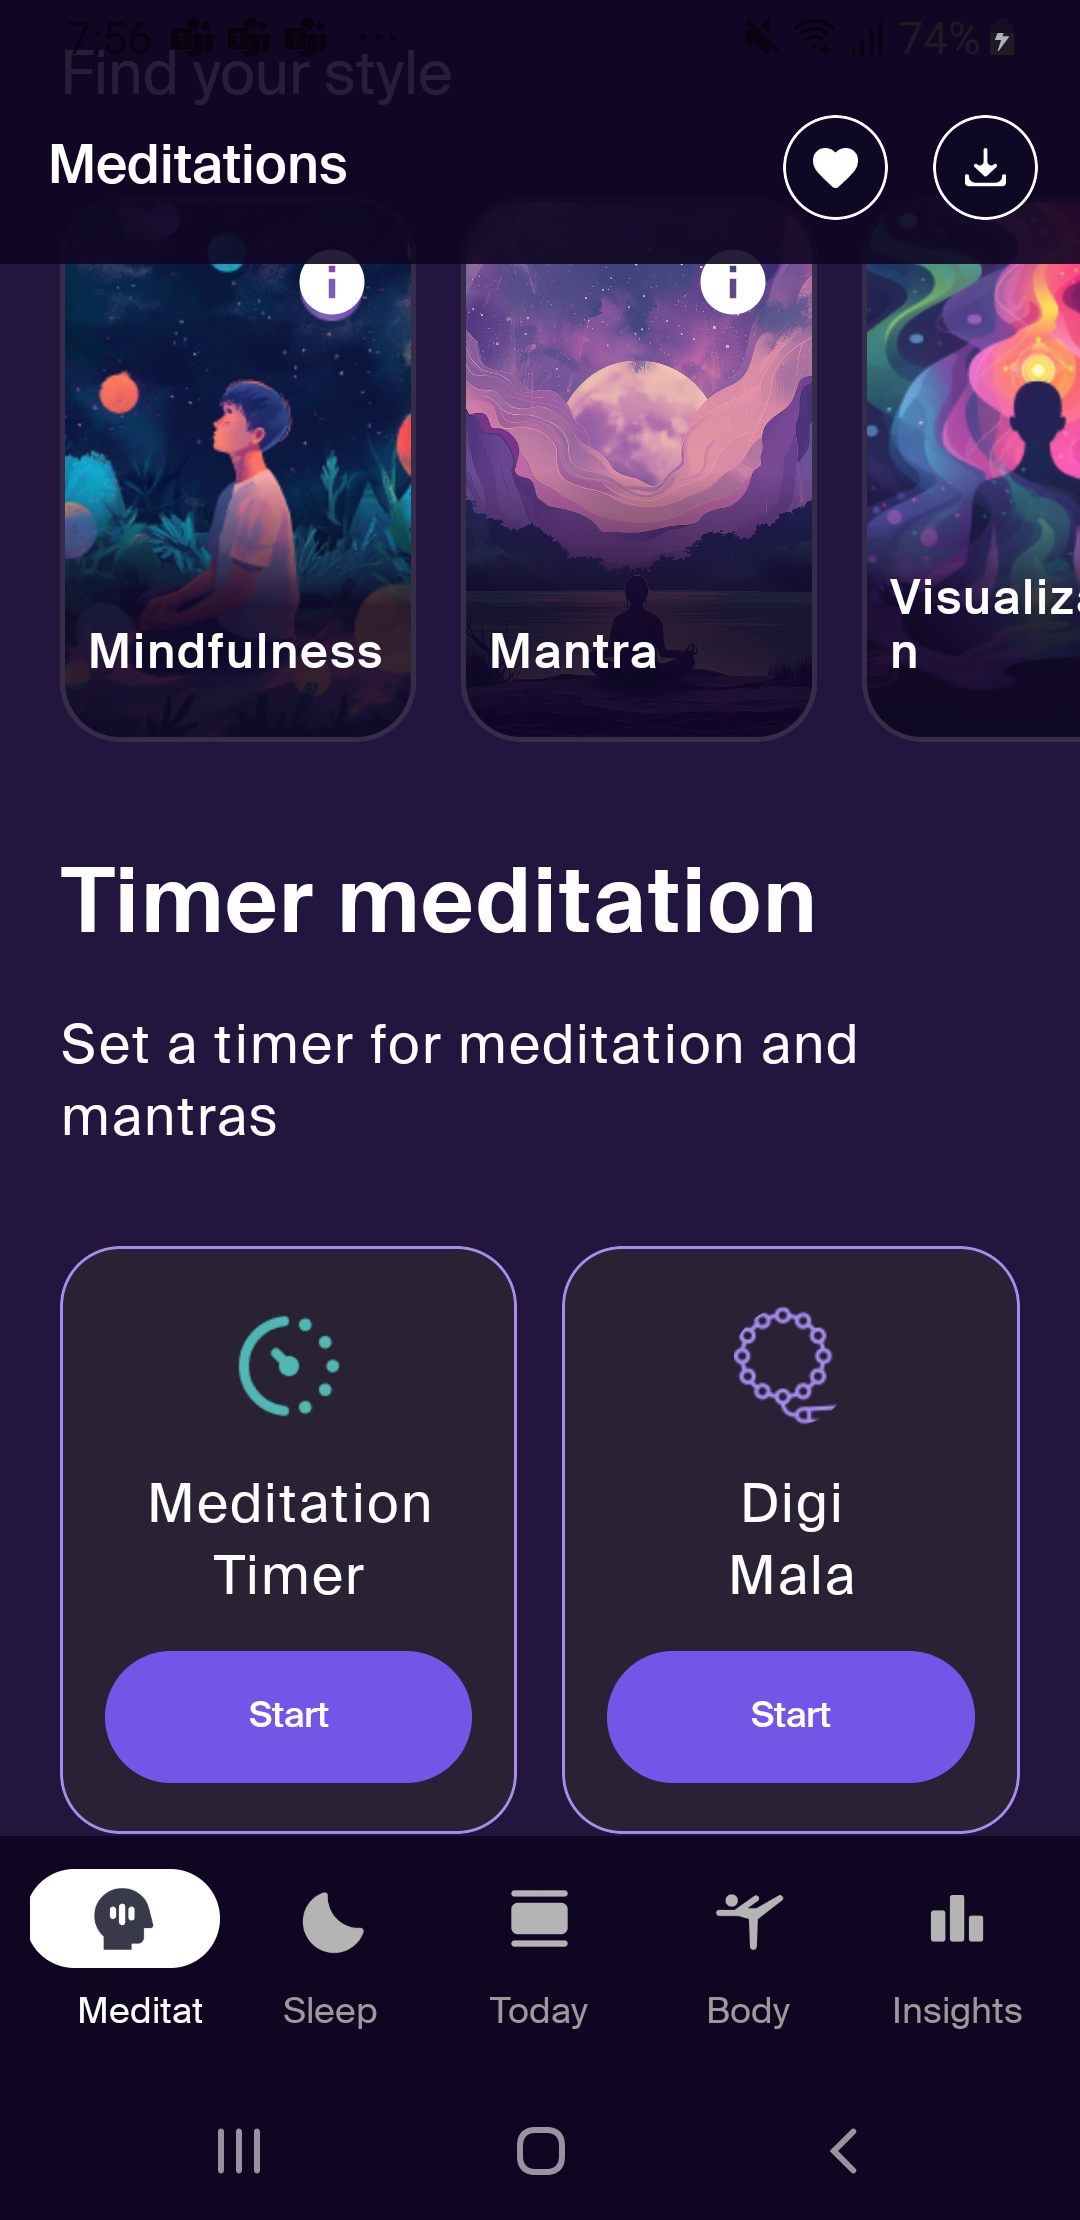 7:56
74%
Find your style
Meditations
Mindfulness
Mantra
Visualiza
n
Timer meditation
Set a timer for meditation and
mantras
Meditation
Timer
Start
Digi
Mala
Start
Meditat
Sleep
Today
Body
Insights